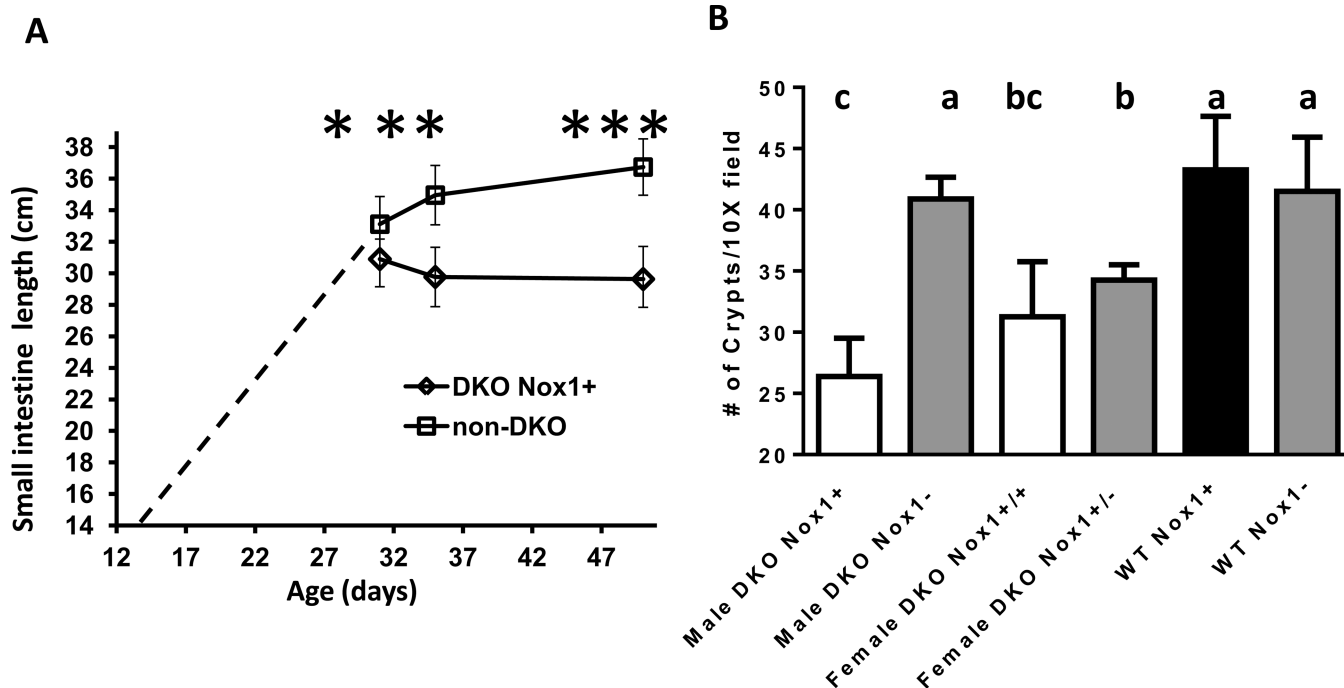 A
* * *
* * *
38
36
34
32
30
28
26
24
22
20
18
16
14
Small intestine length (cm)
12 17 22 27 32 37 42 47
Age (days)
DKO Nox1+
non-DKO
B
c a bc b a a
50
45
40
35
30
25
20
# of Crypts/10X field
Male DKO Nox1+
Male DKO Nox1-
Female DKO Nox1+/+
Female DKO Nox1+/-
WT Nox1+
WT Nox1-